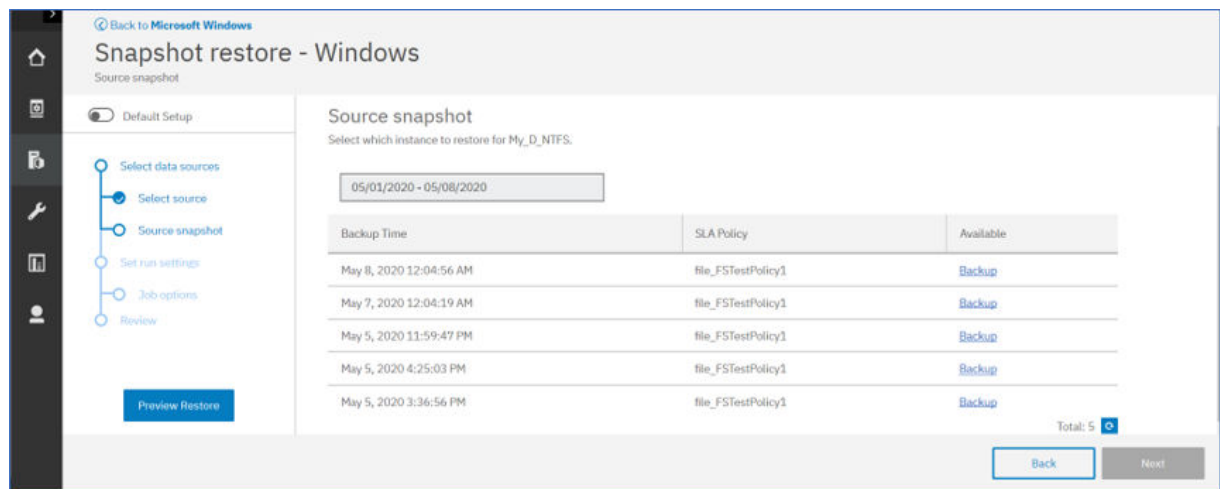 Back to Microsoft Windows
Snapshot restore - Windows
Source snapshot
Default Setup
Select data sources
Select source
Source snapshot
Set run settings
Job options
Review
Preview Restore
Source snapshot
Select which instance to restore for My_D_NTFS.
05/01/2020 - 05/08/2020
Backup Time SLA Policy Available
May 8, 2020 12:04:56 AM file_FSTestPolicy1 Backup
May 7, 2020 12:04:19 AM file_FSTestPolicy1 Backup
May 5, 2020 11:59:47 PM file_FSTestPolicy1 Backup
May 5, 2020 4:25:03 PM file_FSTestPolicy1 Backup
May 5, 2020 3:36:56 PM file_FSTestPolicy1 Backup
Total: 5
Back Next